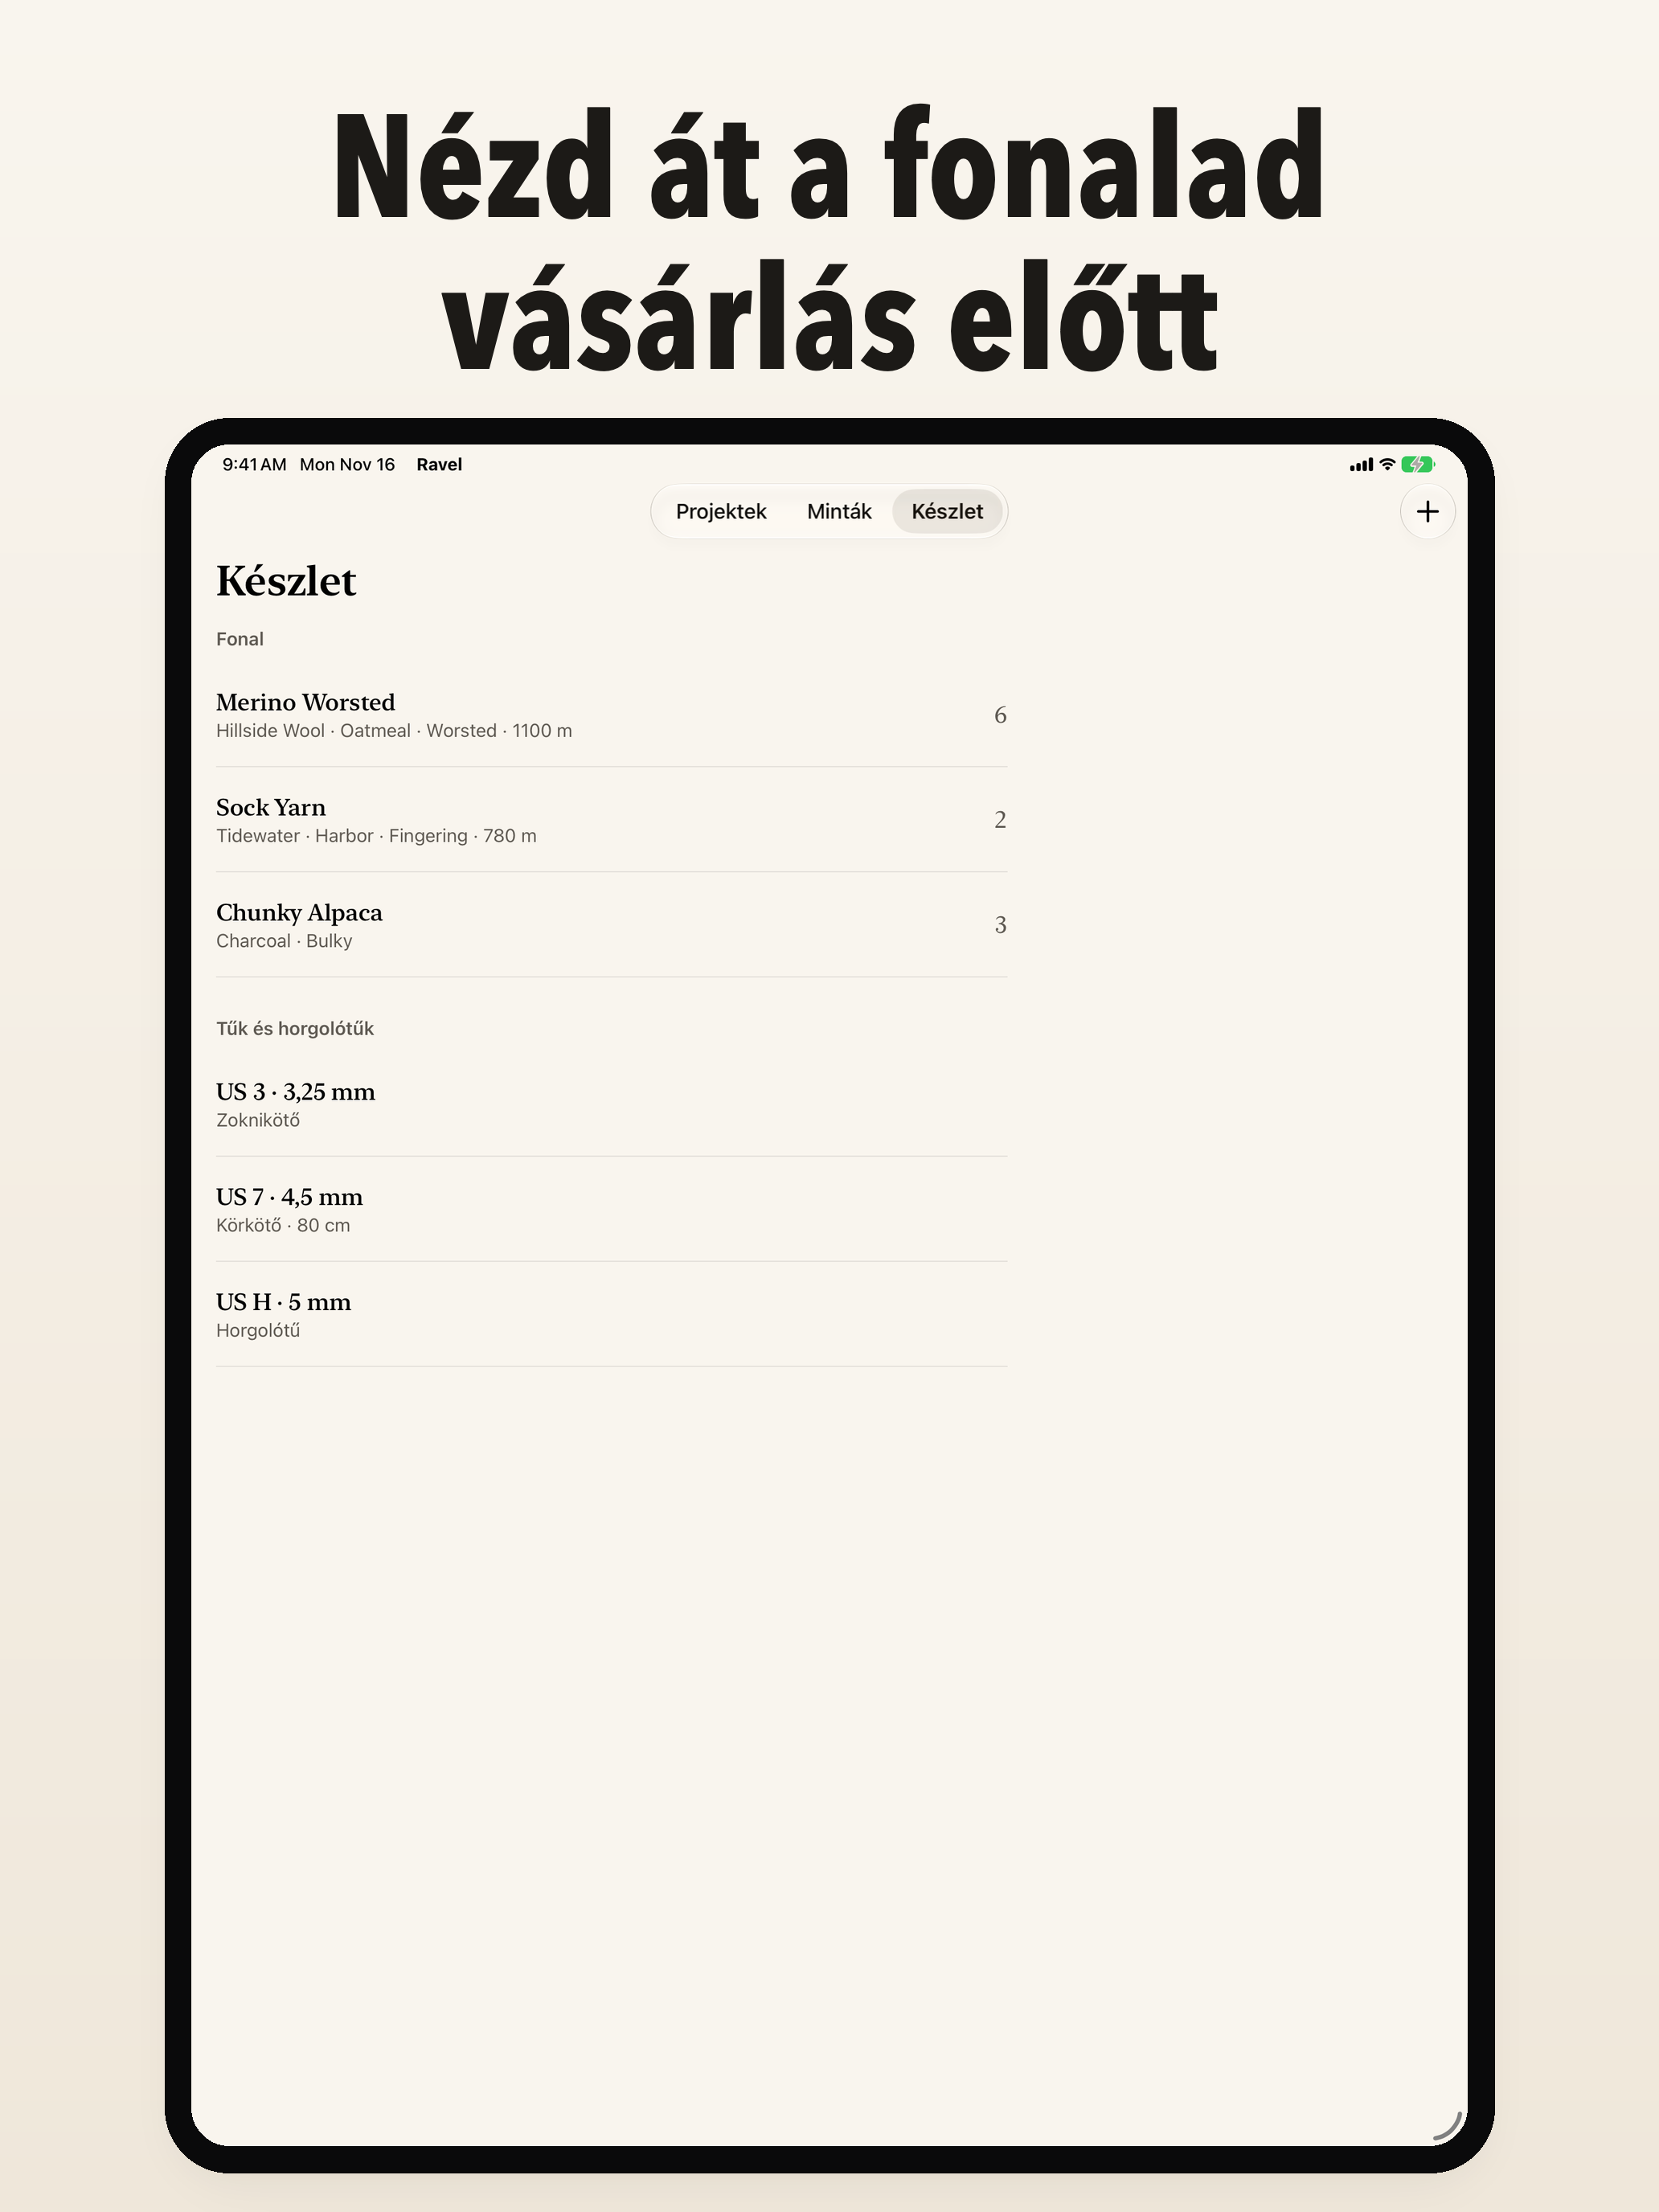 Nézd át a fonalad
vásárlás előtt
9:41 AM Mon Nov 16 Ravel
Projektek Minták Készlet
Készlet
Fonal
Merino Worsted
Hillside Wool · Oatmeal · Worsted · 1100 m
6
Sock Yarn
Tidewater · Harbor · Fingering · 780 m
2
Chunky Alpaca
Charcoal · Bulky
3
Tűk és horgolótűk
US 3 · 3,25 mm
Zoknikötő
US 7 · 4,5 mm
Körkötő · 80 cm
US H · 5 mm
Horgolótű